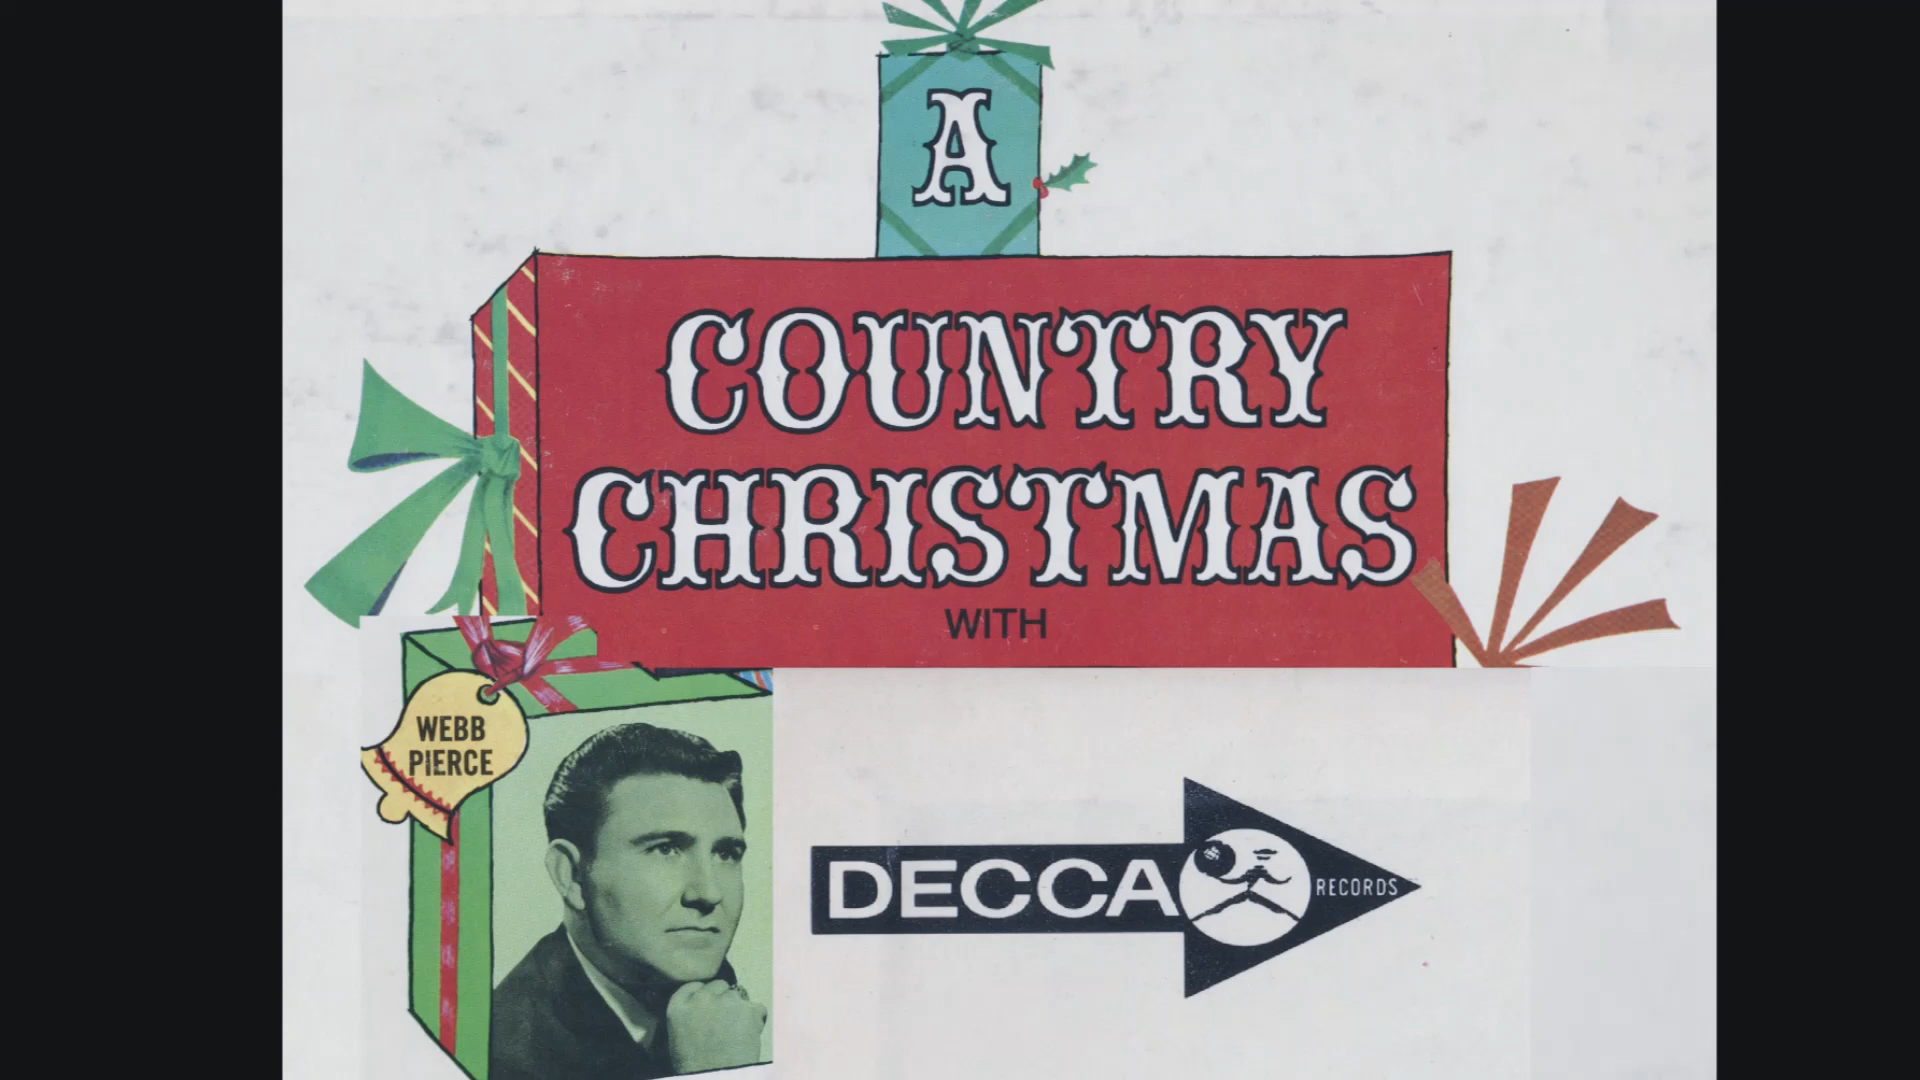 A
COUNTRY
CHRISTMAS
WITH
WEBB
PIERCE
DECCA
RECORDS